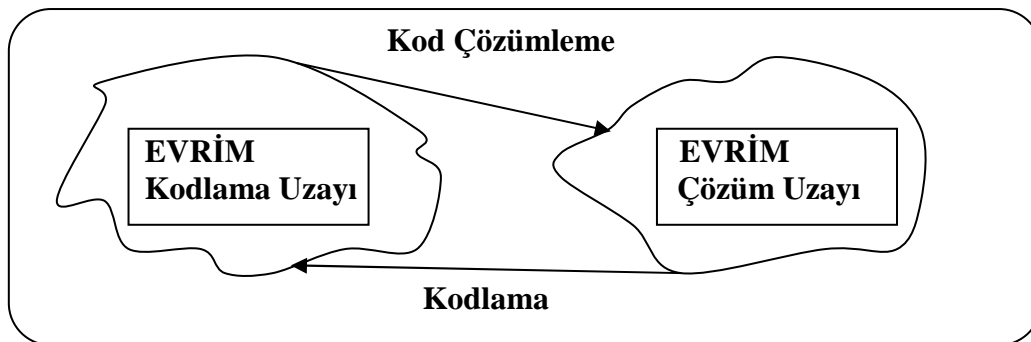 Kod Çözümleme
EVRİM
Kodlama Uzayı
EVRİM
Çözüm Uzayı
Kodlama